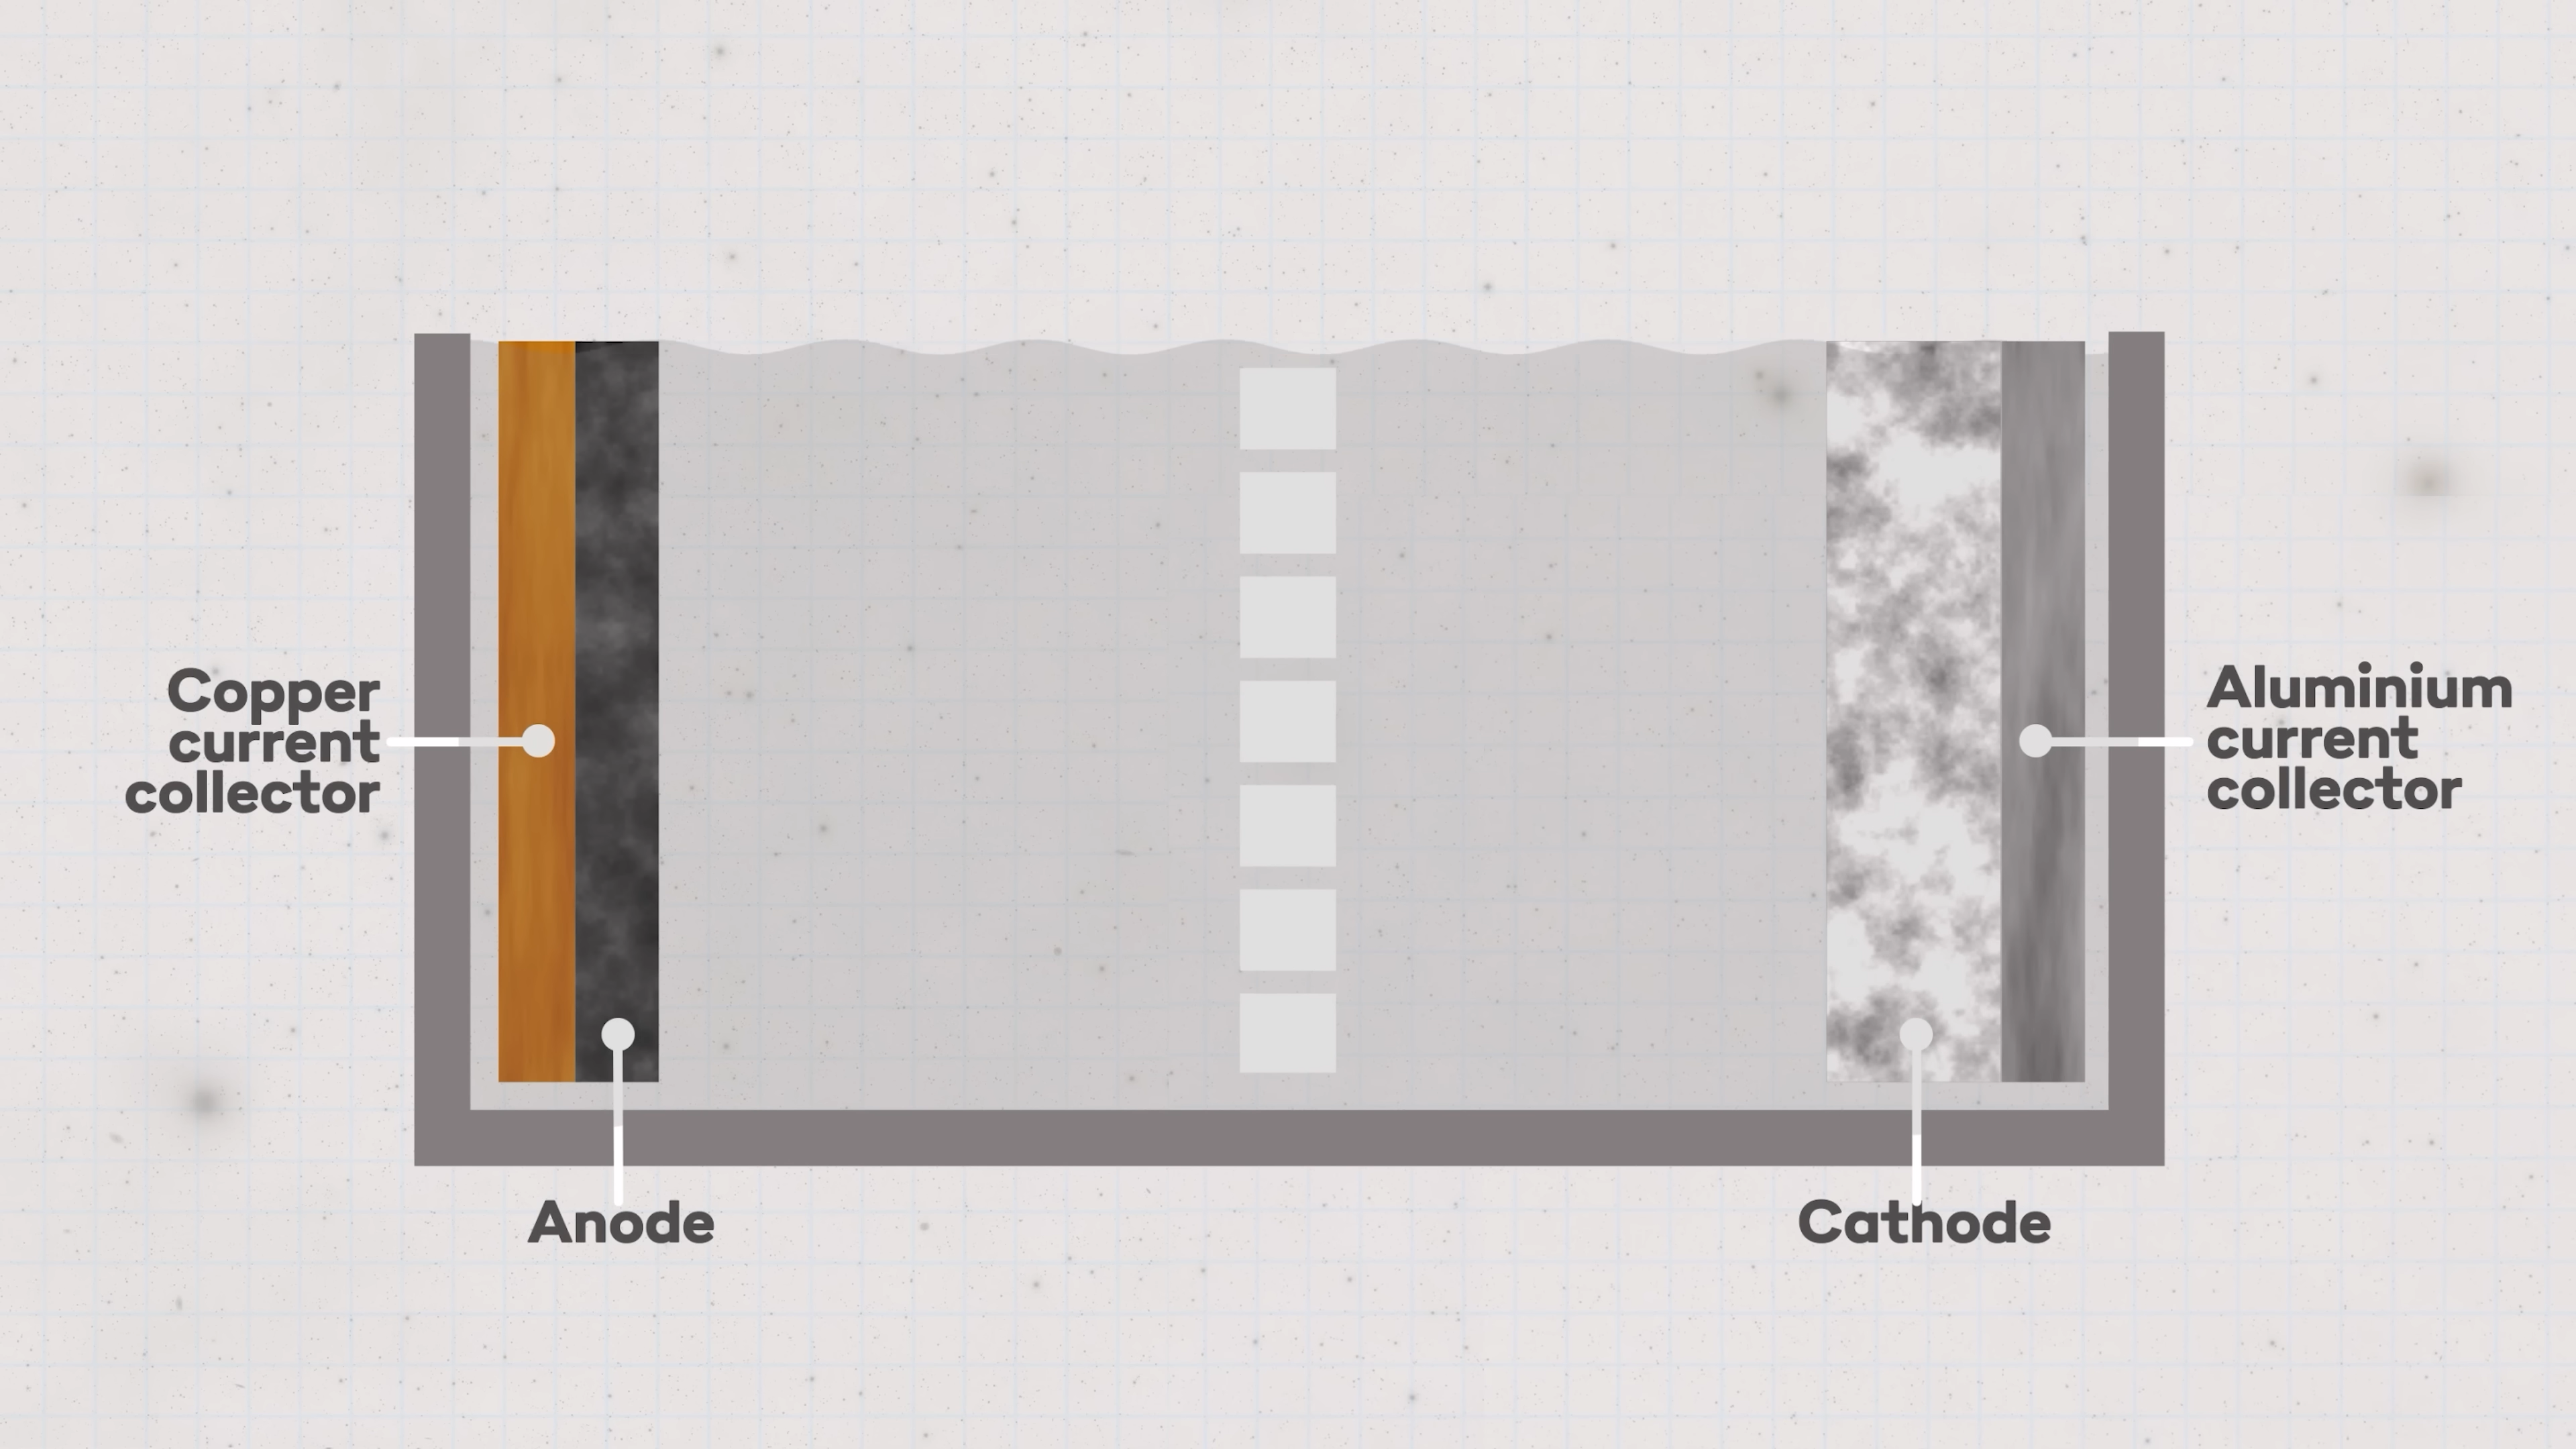 Copper
current
collector
Aluminium
current
collector
Anode
Cathode